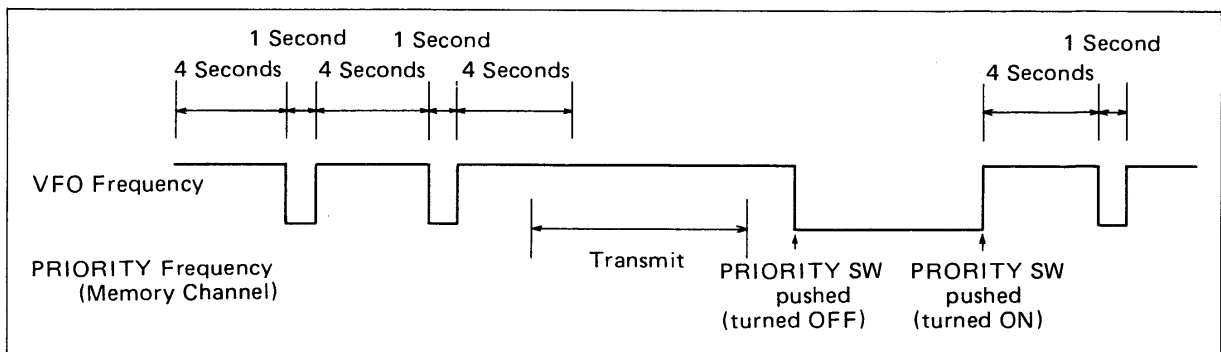 1 Second 1 Second 1 Second
4 Seconds 4 Seconds 4 Seconds 4 Seconds
VFO Frequency
PRIORITY Frequency
(Memory Channel)
Transmit
PRIORITY SW
pushed
(turned OFF)
PRORITY SW
pushed
(turned ON)